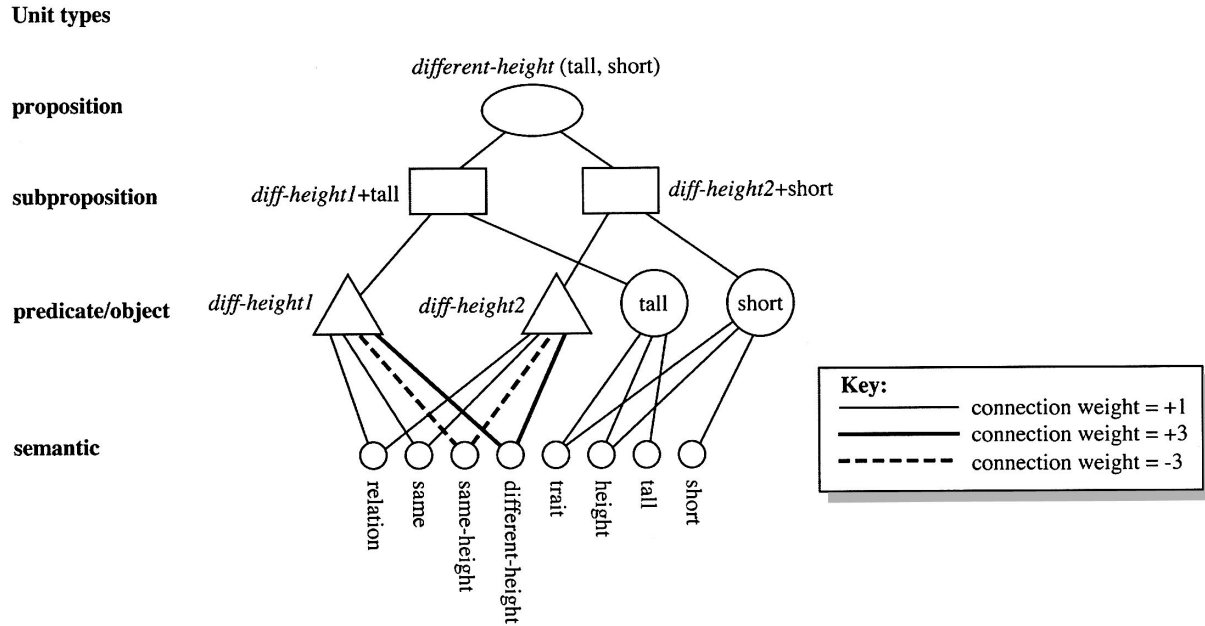 Unit types
different-height (tall, short)
proposition
subproposition
diff-height1+tall
diff-height2+short
predicate/object
diff-height1
diff-height2
tall
short
semantic
relation
same
same-height
different-height
trait
height
tall
short
Key:
connection weight = +1
connection weight = +3
connection weight = -3